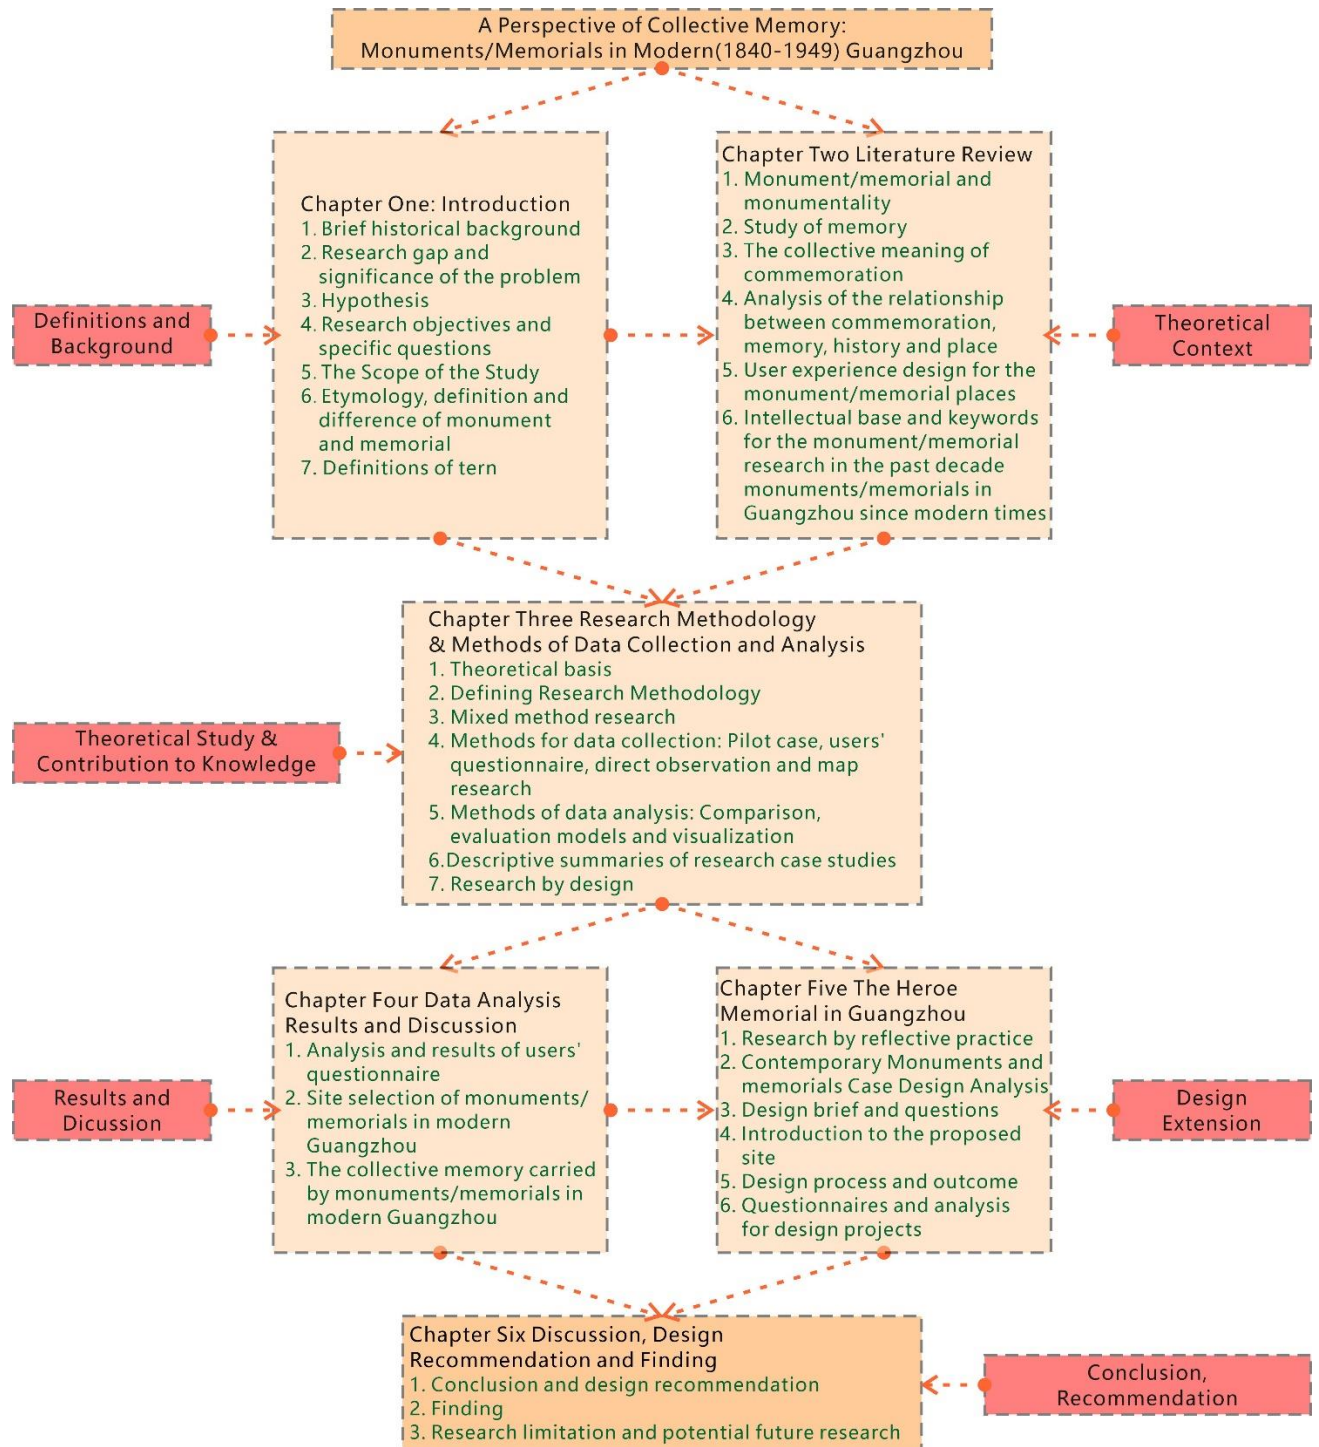 A Perspective of Collective Memory:
Monuments/Memorials in Modern(1840-1949) Guangzhou
Definitions and
Background
Chapter One: Introduction
1. Brief historical background
2. Research gap and
significance of the problem
3. Hypothesis
4. Research objectives and
specific questions
5. The Scope of the Study
6. Etymology, definition and
difference of monument
and memorial
7. Definitions of tern
Chapter Two Literature Review
1. Monument/memorial and
monumentality
2. Study of memory
3. The collective meaning of
commemoration
4. Analysis of the relationship
between commemoration,
memory, history and place
5. User experience design for the
monument/memorial places
6. Intellectual base and keywords
for the monument/memorial
research in the past decade
monuments/memorials in
Guangzhou since modern times
Theoretical
Context
Theoretical Study &
Contribution to Knowledge
Chapter Three Research Methodology
& Methods of Data Collection and Analysis
1. Theoretical basis
2. Defining Research Methodology
3. Mixed method research
4. Methods for data collection: Pilot case, users'
questionnaire, direct observation and map
research
5. Methods of data analysis: Comparison,
evaluation models and visualization
6.Descriptive summaries of research case studies
7. Research by design
Results and
Dicussion
Chapter Four Data Analysis
Results and Discussion
1. Analysis and results of users'
questionnaire
2. Site selection of monuments/
memorials in modern
Guangzhou
3. The collective memory carried
by monuments/memorials in
modern Guangzhou
Chapter Five The Heroe
Memorial in Guangzhou
1. Research by reflective practice
2. Contemporary Monuments and
memorials Case Design Analysis
3. Design brief and questions
4. Introduction to the proposed
site
5. Design process and outcome
6. Questionnaires and analysis
for design projects
Design
Extension
Chapter Six Discussion, Design
Recommendation and Finding
1. Conclusion and design recommendation
2. Finding
3. Research limitation and potential future research
Conclusion,
Recommendation